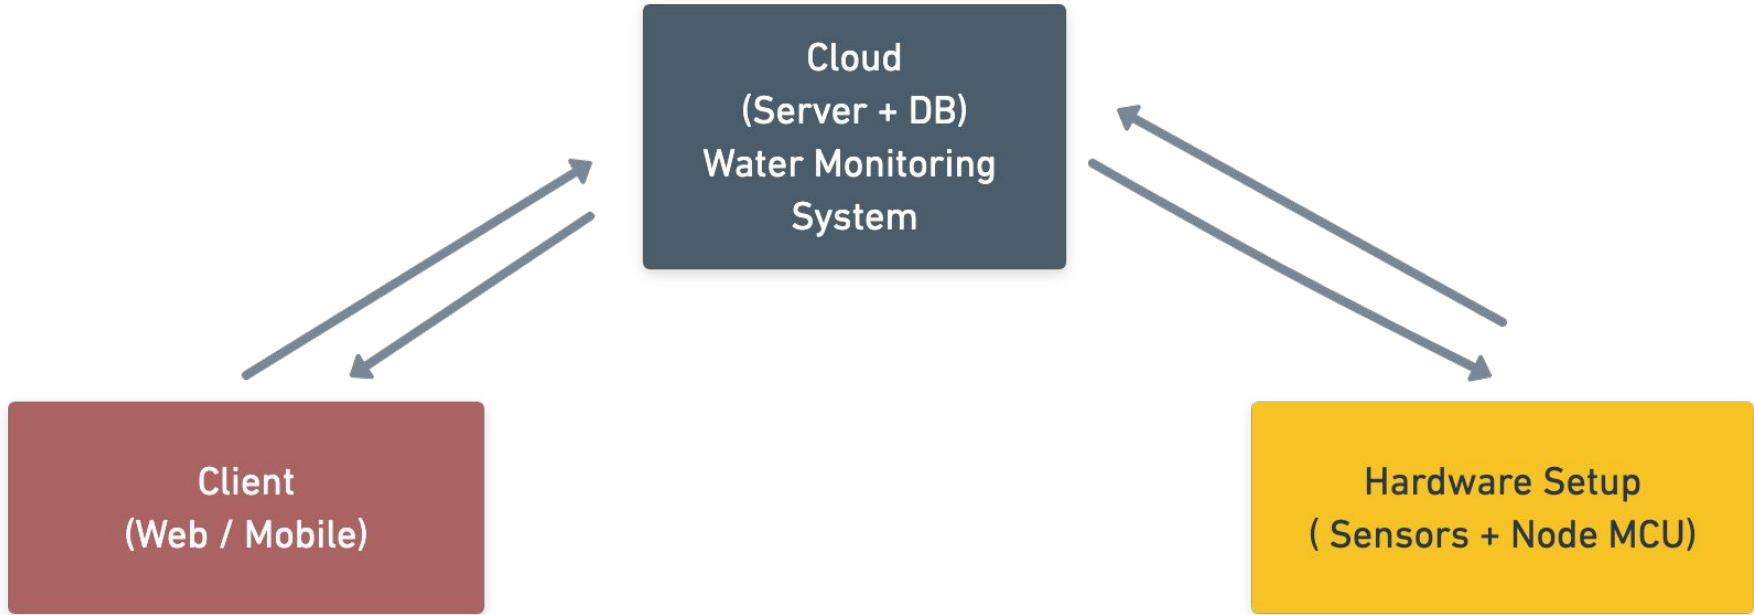 Cloud
(Server + DB)
Water Monitoring
System
Client
(Web / Mobile)
Hardware Setup
( Sensors + Node MCU)